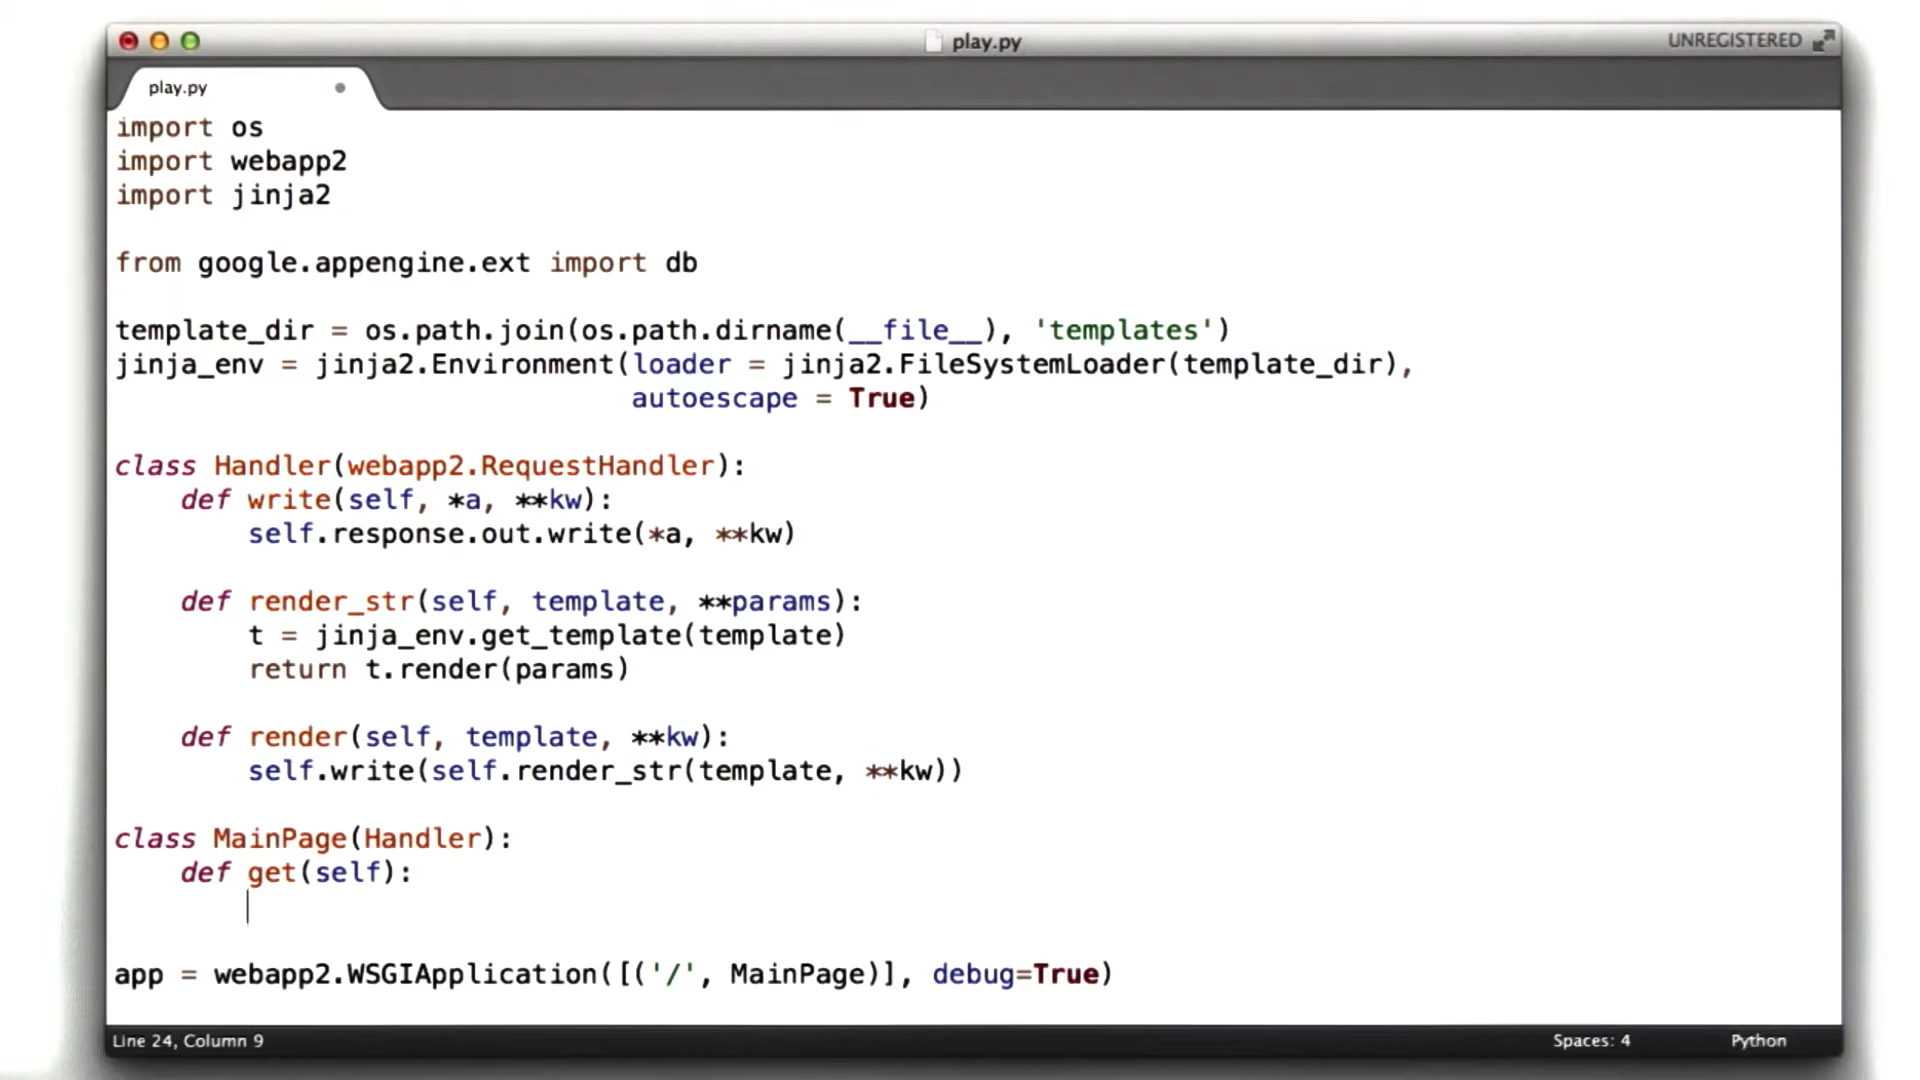 play.py
UNREGISTERED
play.py
import os
import webapp2
import jinja2
from google.appengine.ext import db
template_dir = os.path.join(os.path.dirname(__file__), 'templates')
jinja_env = jinja2.Environment(loader = jinja2.FileSystemLoader(template_dir),
                               autoescape = True)
class Handler(webapp2.RequestHandler):
    def write(self, *a, **kw):
        self.response.out.write(*a, **kw)
    def render_str(self, template, **params):
        t = jinja_env.get_template(template)
        return t.render(params)
    def render(self, template, **kw):
        self.write(self.render_str(template, **kw))
class MainPage(Handler):
    def get(self):
app = webapp2.WSGIApplication([('/', MainPage)], debug=True)
Line 24, Column 9
Spaces: 4
Python